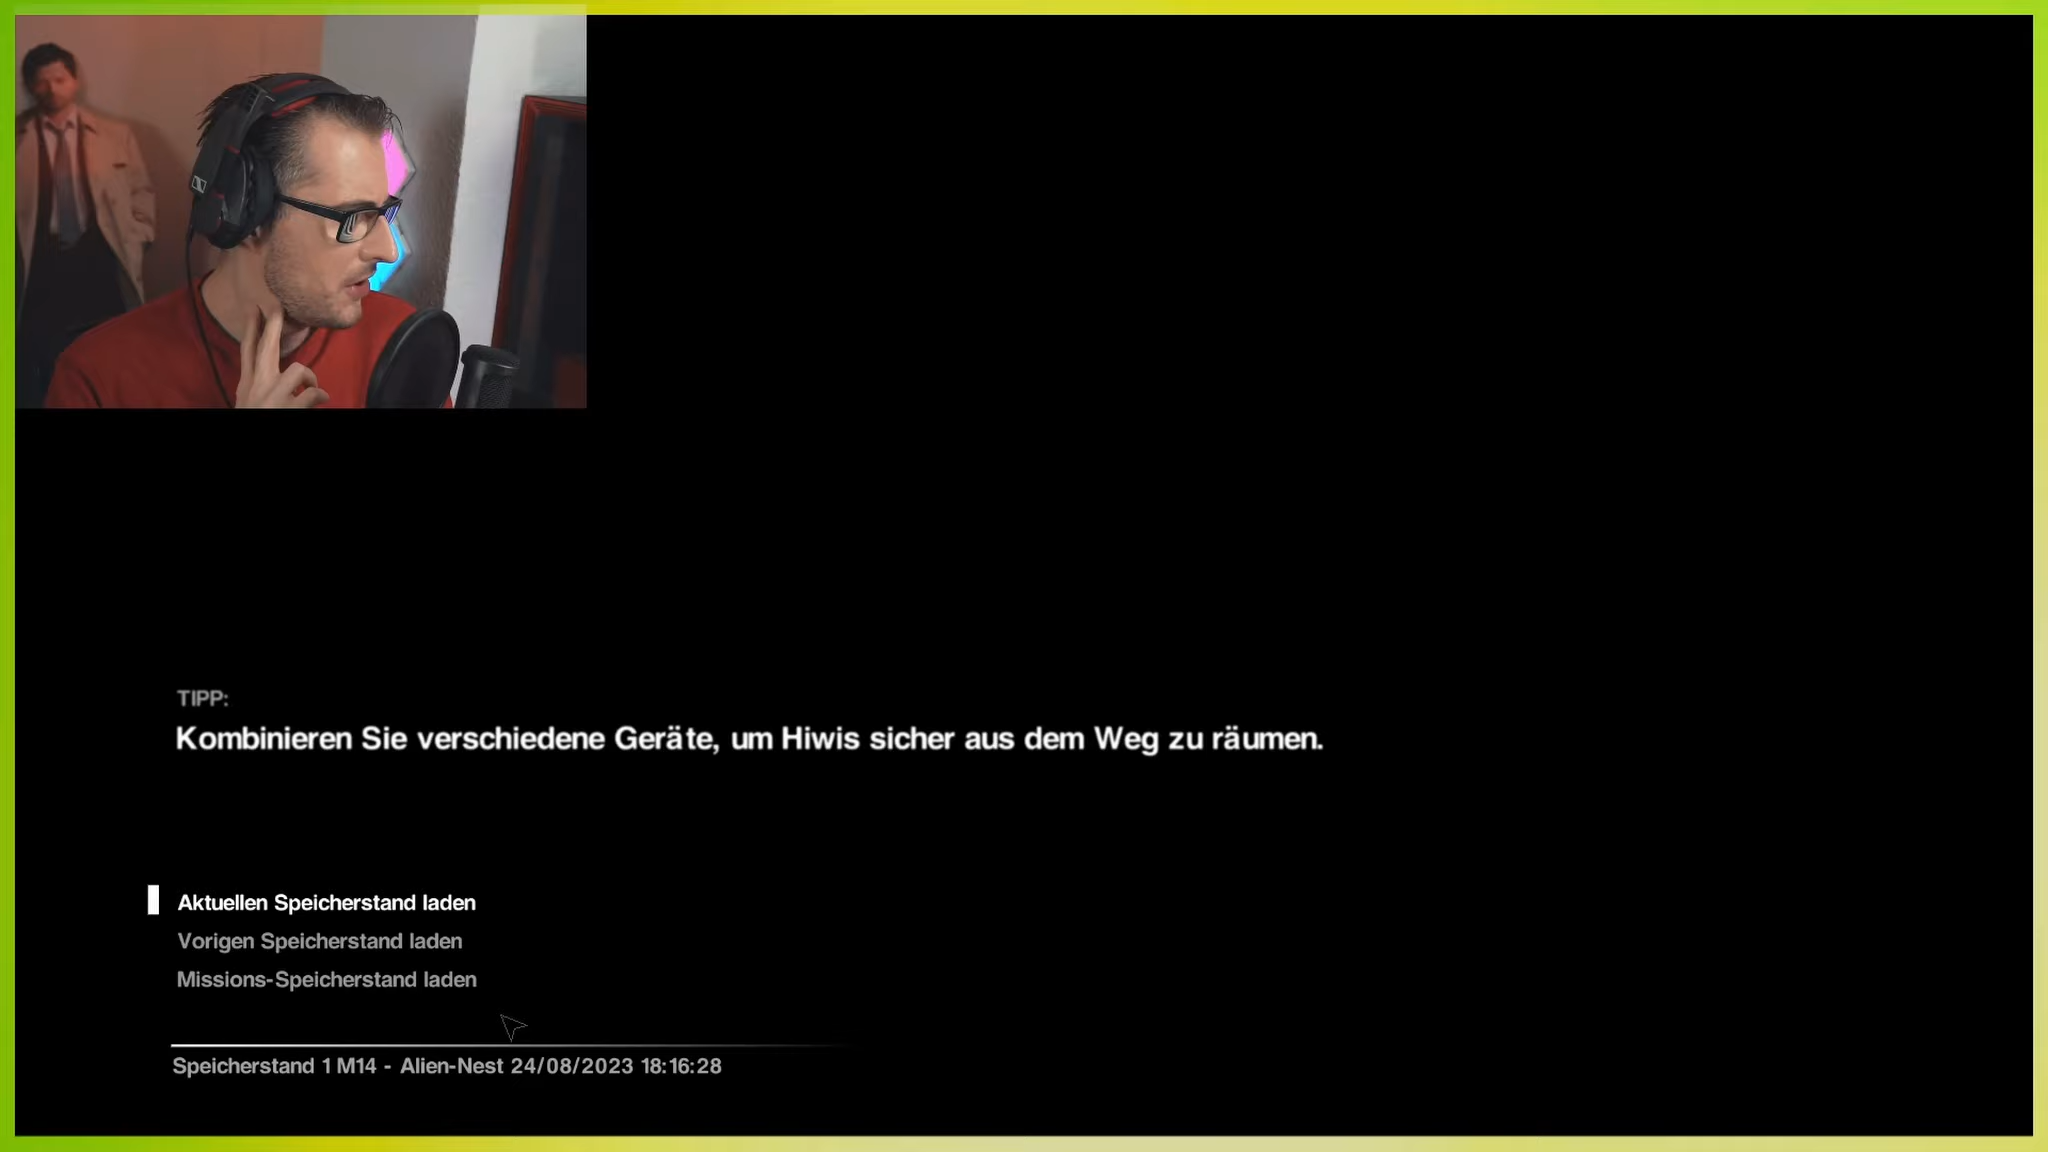 TIPP:
Kombinieren Sie verschiedene Geräte, um Hiwis sicher aus dem Weg zu räumen.
Aktuellen Speicherstand laden
Vorigen Speicherstand laden
Missions-Speicherstand laden
Speicherstand 1 M14 - Alien-Nest 24/08/2023 18:16:28